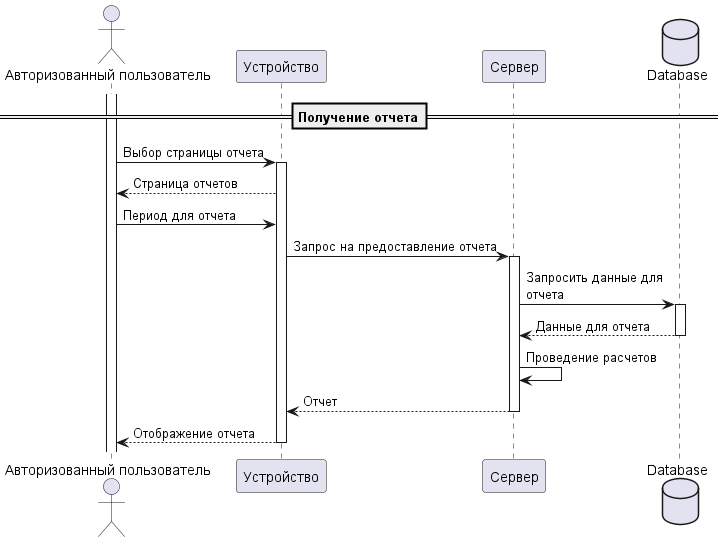 Авторизованный пользователь
Устройство
Сервер
Database
Получение отчета
Выбор страницы отчета
Страница отчетов
Период для отчета
Запрос на предоставление отчета
Запросить данные для
отчета
Данные для отчета
Проведение расчетов
Отчет
Отображение отчета
Авторизованный пользователь
Устройство
Сервер
Database